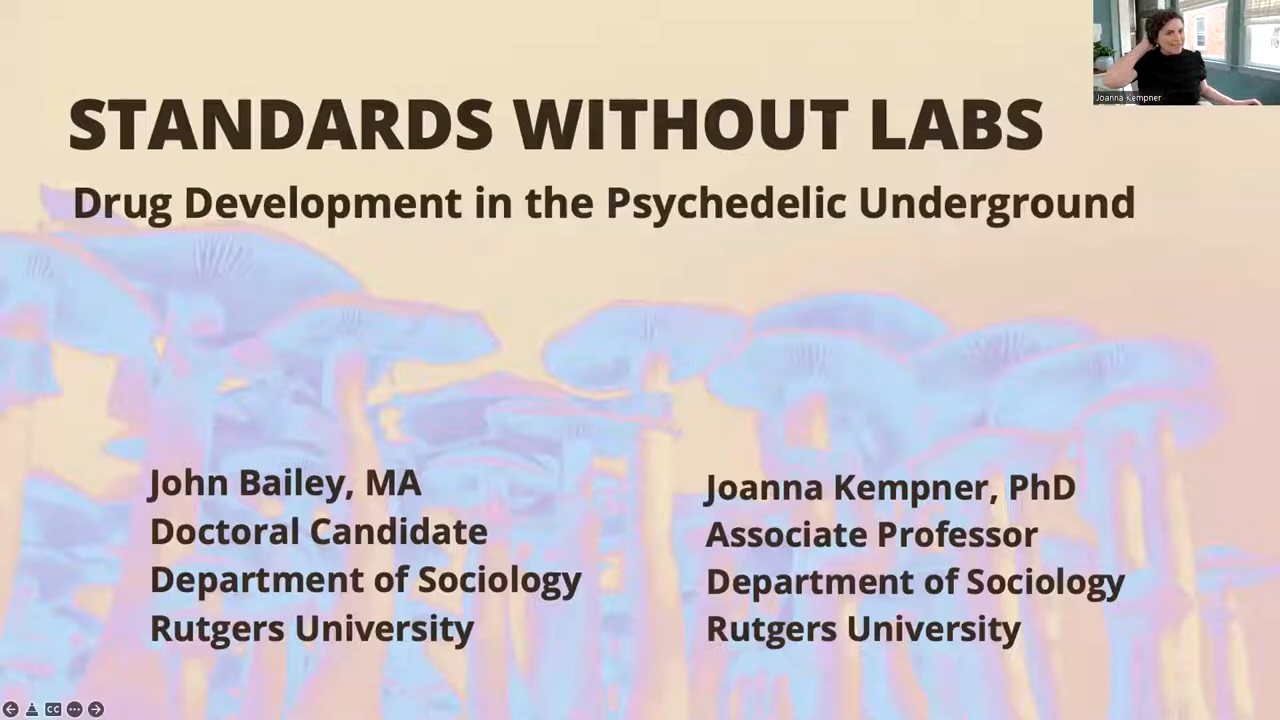 STANDARDS WITHOUT LABS
Drug Development in the Psychedelic Underground
Joanna Kempner
John Bailey, MA
Doctoral Candidate
Department of Sociology
Rutgers University
Joanna Kempner, PhD
Associate Professor
Department of Sociology
Rutgers University
CC